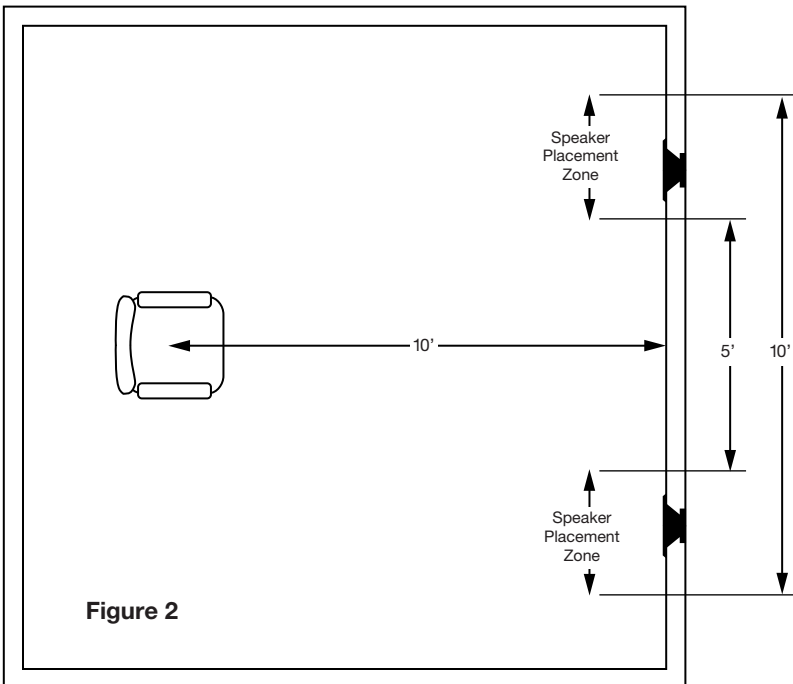 Speaker
Placement
Zone
10’
5’
10’
Speaker
Placement
Zone
Figure 2